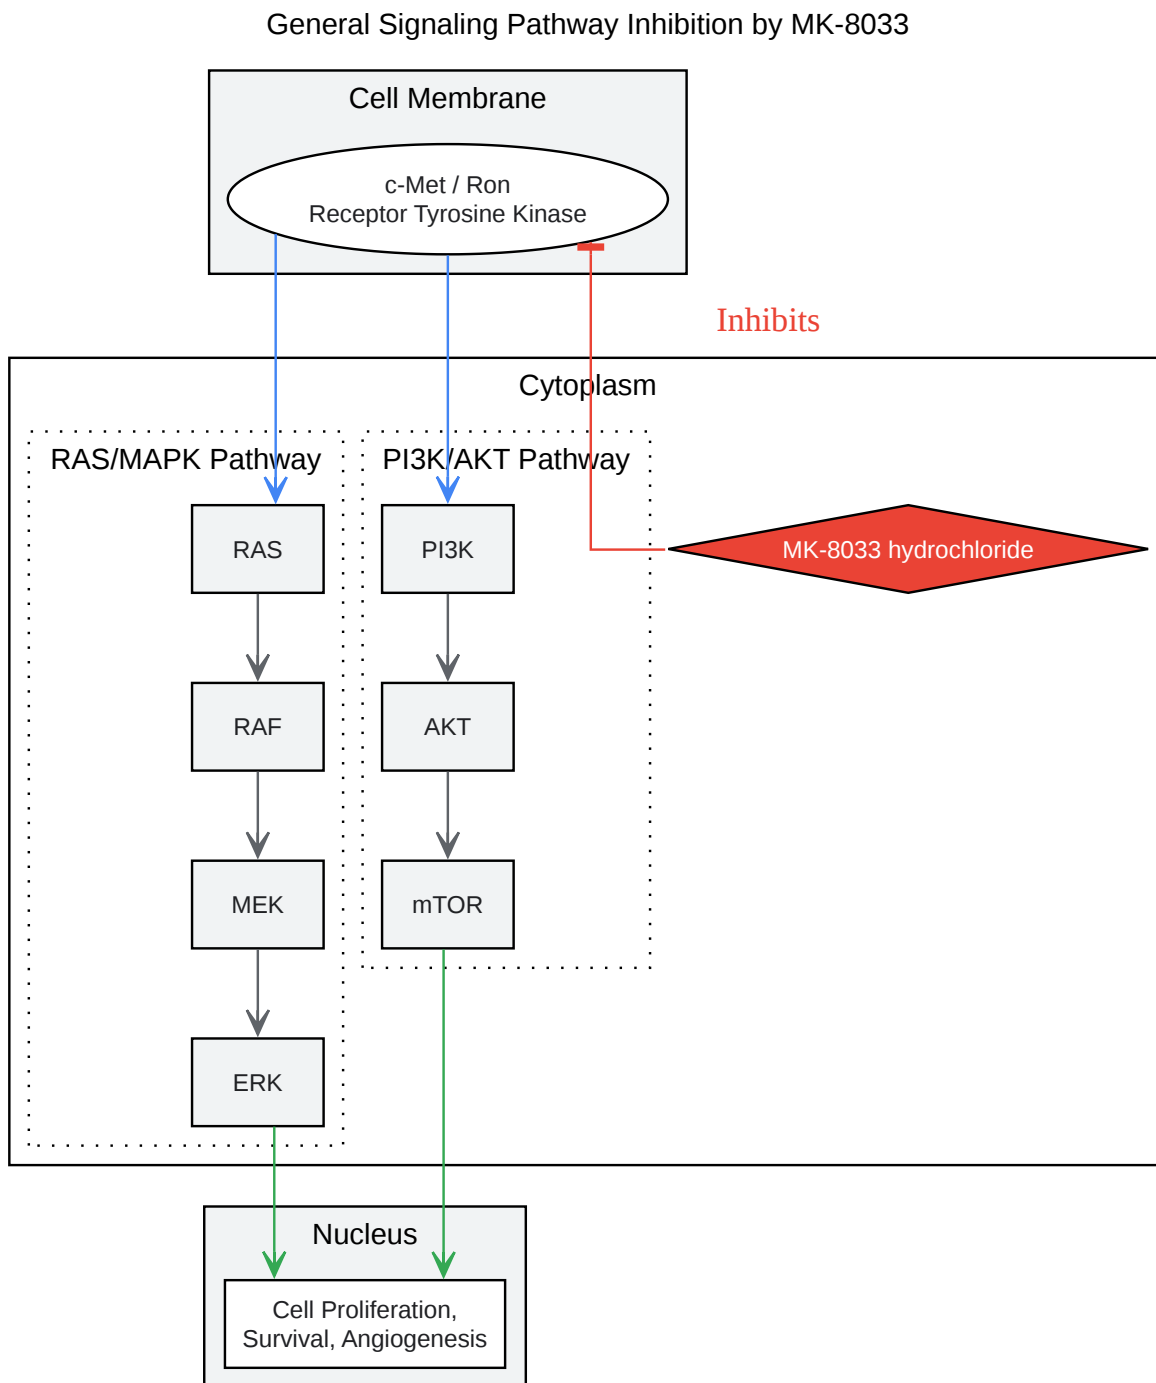 General Signaling Pathway Inhibition by MK-8033
Cell Membrane
c-Met / Ron
Receptor Tyrosine Kinase
Inhibits
Cytoplasm
RAS/MAPK Pathway
PI3K/AKT Pathway
RAS
PI3K
MK-8033 hydrochloride
RAF
AKT
MEK
mTOR
ERK
Nucleus
Cell Proliferation,
Survival, Angiogenesis